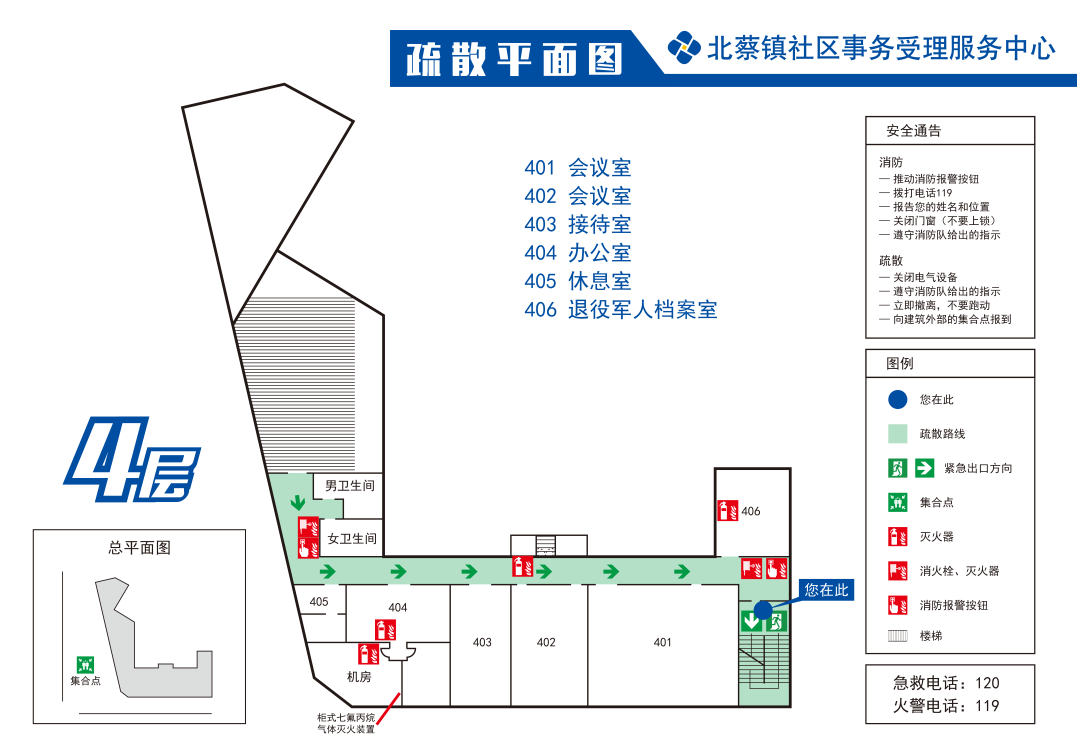 疏散平面图
北蔡镇社区事务受理服务中心
401 会议室
402 会议室
403 接待室
404 办公室
405 休息室
406 退役军人档案室
安全通告
消防
— 推动消防报警按钮
— 拨打电话119
— 报告您的姓名和位置
— 关闭门窗（不要上锁）
— 遵守消防队给出的指示
疏散
— 关闭电气设备
— 遵守消防队给出的指示
— 立即撤离，不要跑动
— 向建筑外部的集合点报到
图例
您在此
疏散路线
紧急出口方向
集合点
灭火器
消火栓、灭火器
消防报警按钮
楼梯
急救电话：120
火警电话：119
4层
总平面图
集合点
男卫生间
女卫生间
406
您在此
405
404
403
402
401
机房
柜式七氟丙烷
气体灭火装置